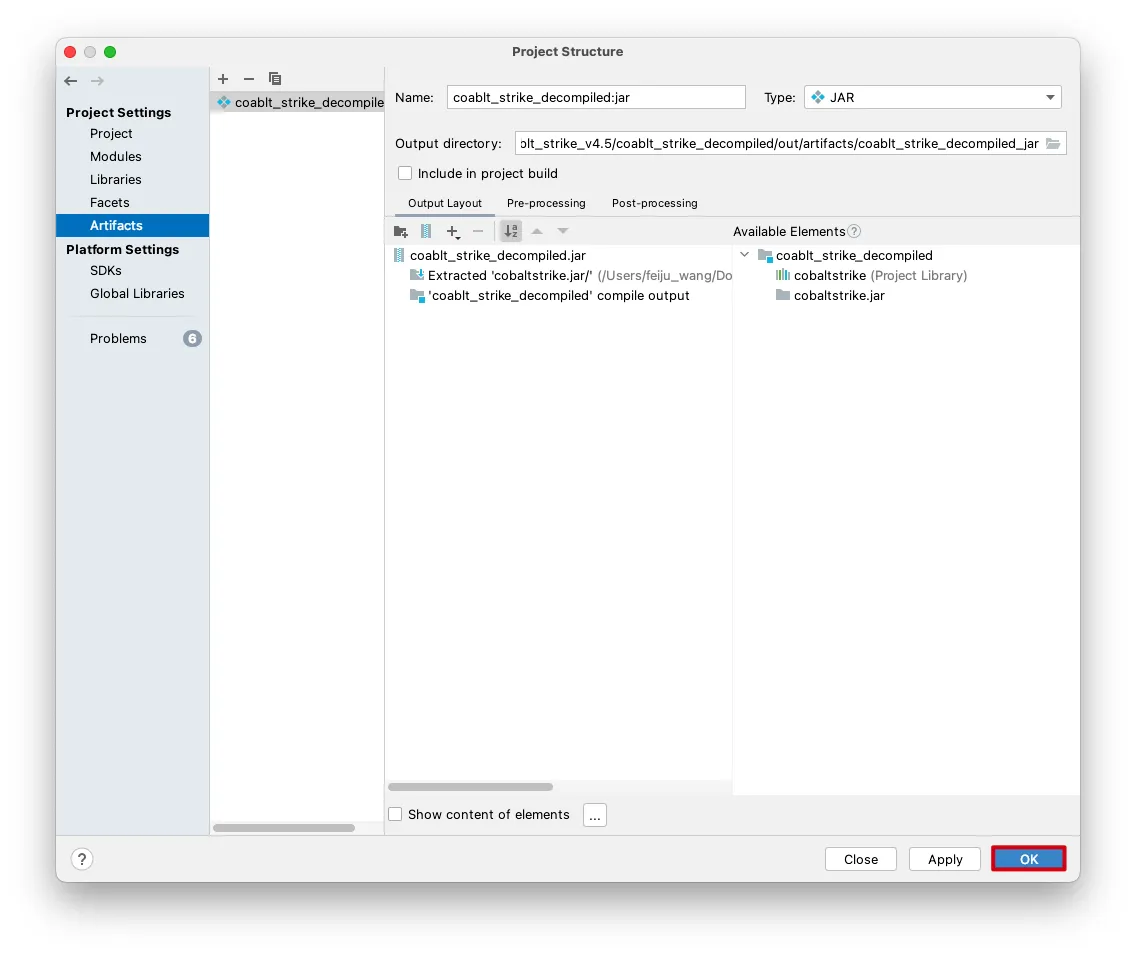 Project Structure
Project Settings
Project
Modules
Libraries
Facets
Artifacts
Platform Settings
SDKs
Global Libraries
Problems 6
coablt_strike_decompile
Name: coablt_strike_decompiled:jar Type: JAR
Output directory: olt_strike_v4.5/coablt_strike_decompiled/out/artifacts/coablt_strike_decompiled_jar
Include in project build
Output Layout Pre-processing Post-processing
Available Elements ?
coablt_strike_decompiled.jar
Extracted 'cobaltstrike.jar/' (/Users/feiju_wang/Do
'coablt_strike_decompiled' compile output
coablt_strike_decompiled
cobaltstrike (Project Library)
cobaltstrike.jar
Show content of elements ...
? Close Apply OK